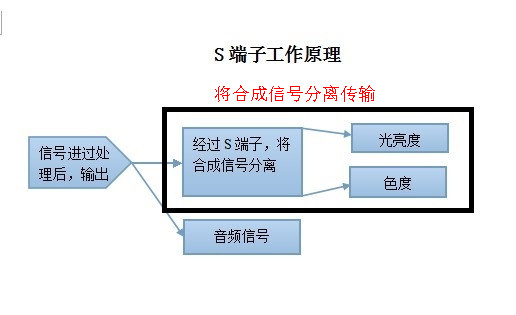 S 端子工作原理
将合成信号分离传输
信号进过处
理后，输出
经过 S 端子，将
合成信号分离
光亮度
色度
音频信号